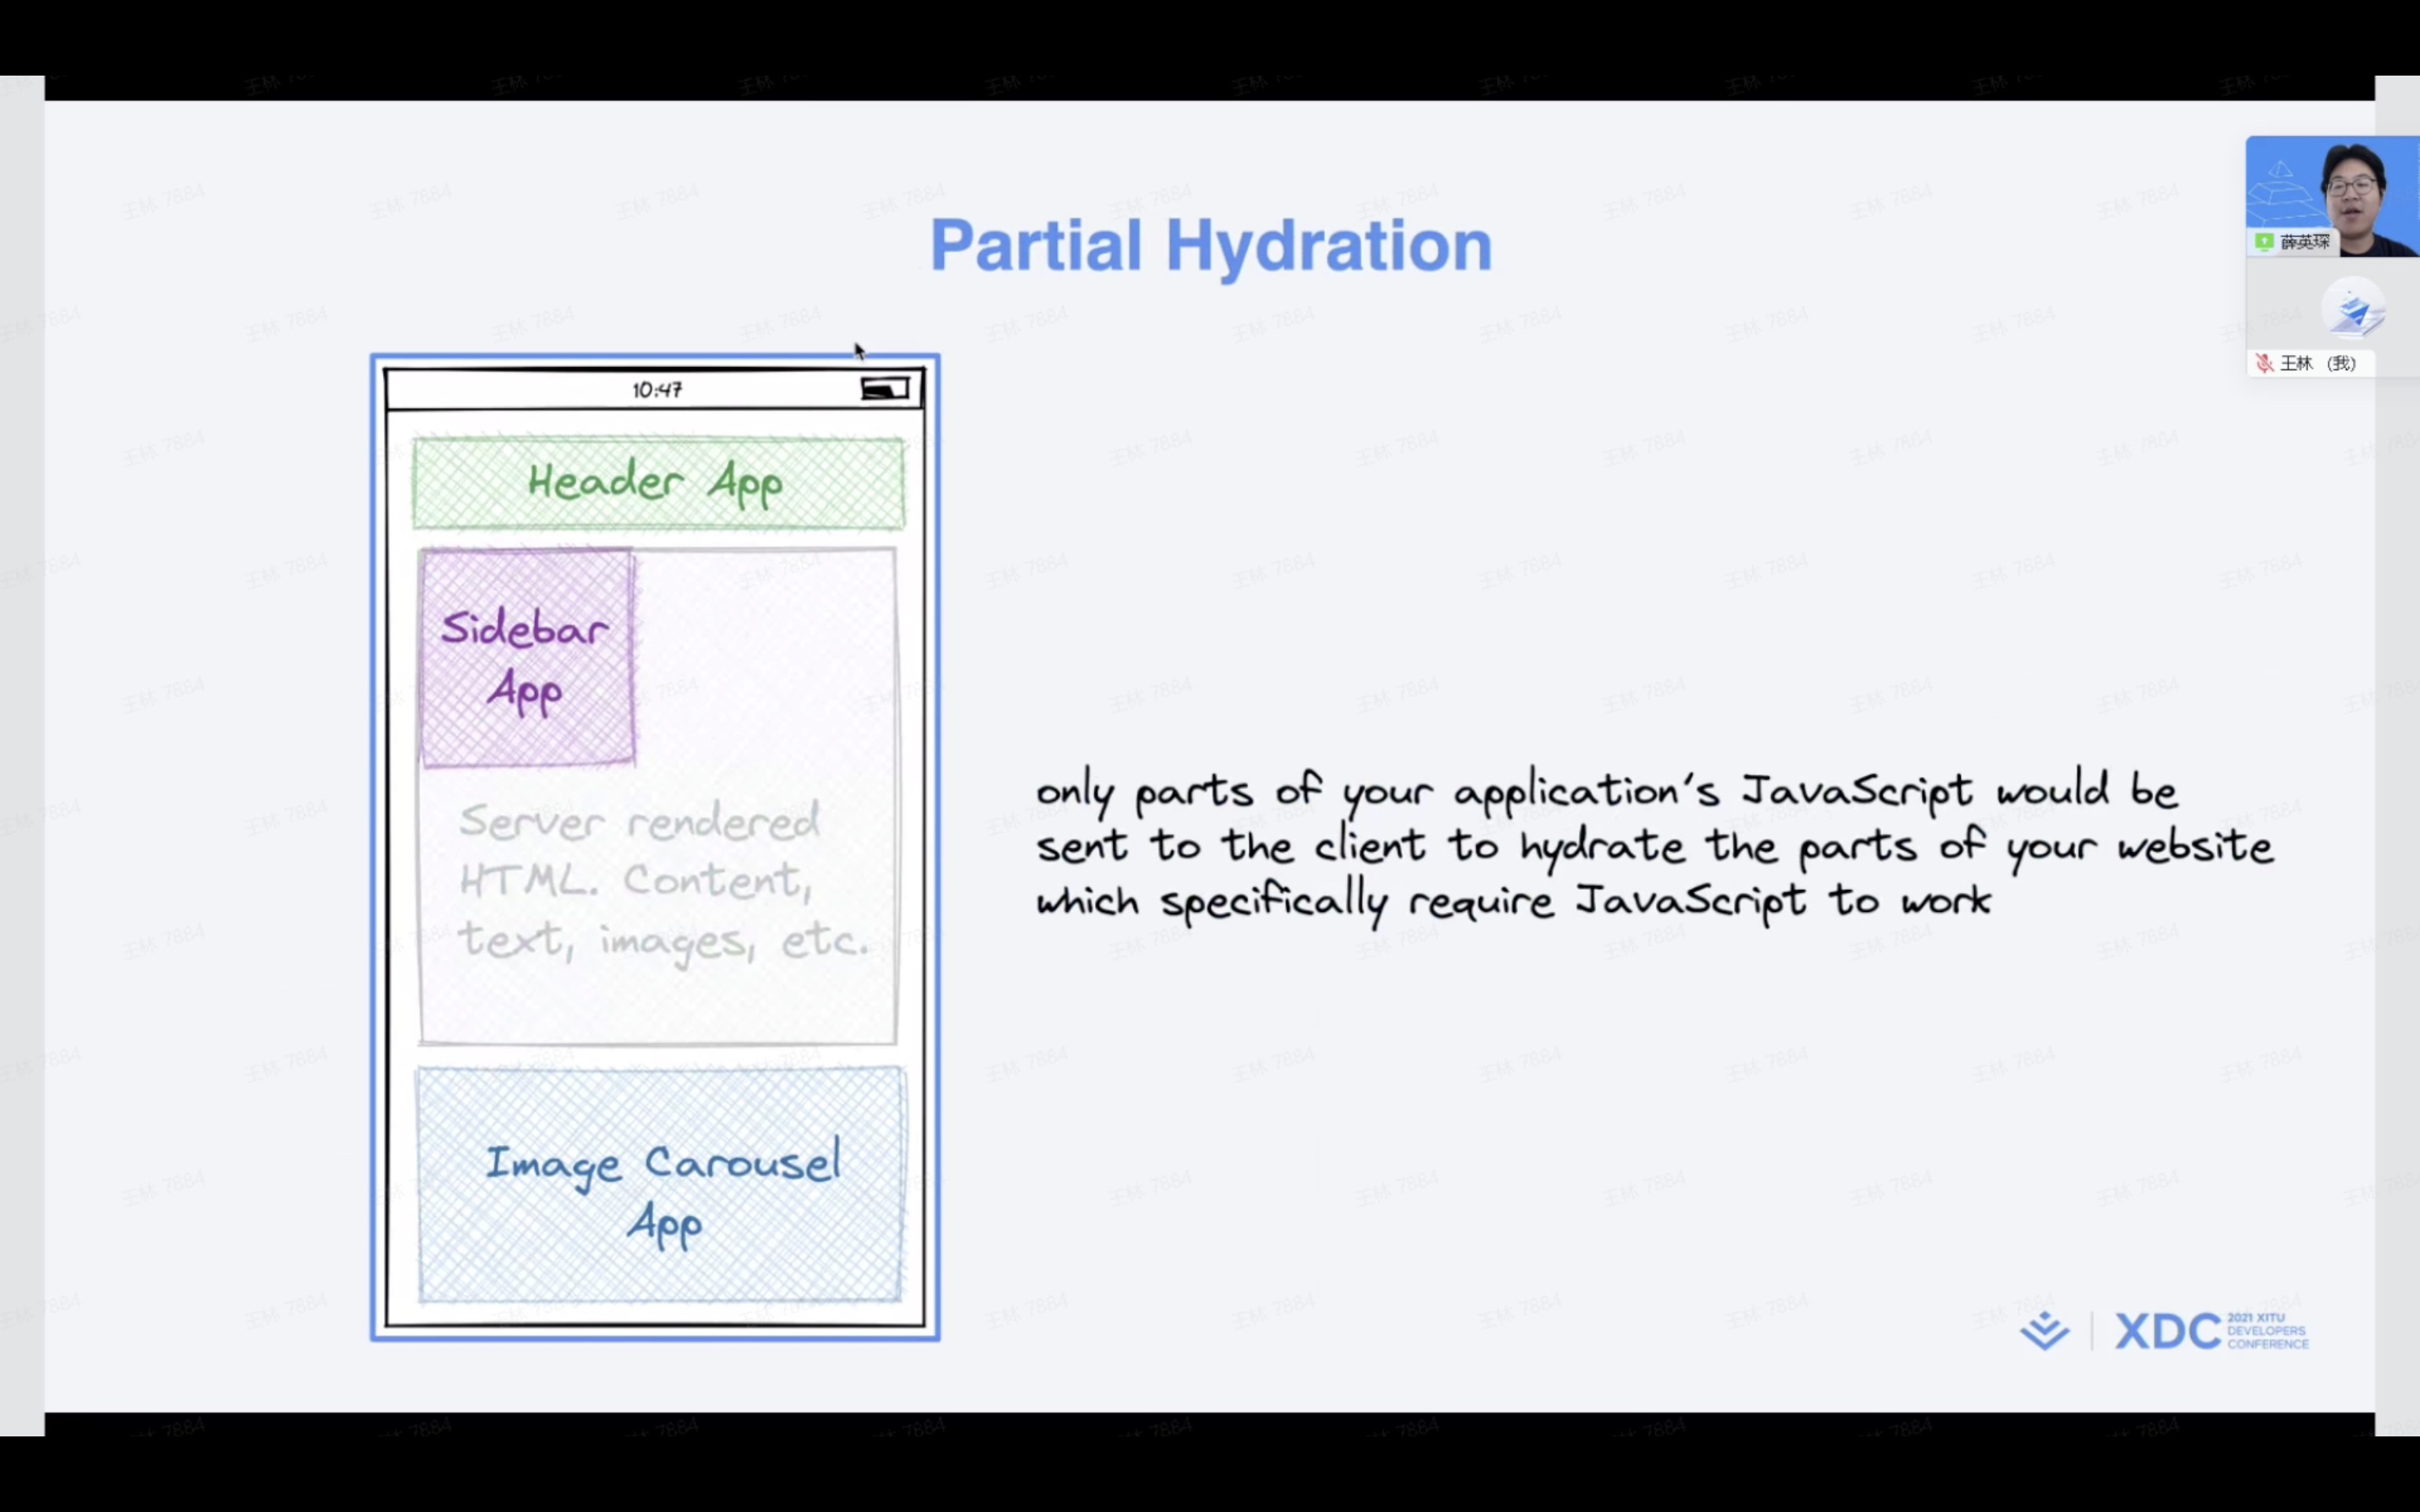 Partial Hydration
薛英琛
王林 (我)
10:47
Header App
Sidebar
App
Server rendered
HTML. Content,
text, images, etc.
Image Carousel
App
only parts of your application's JavaScript would be
sent to the client to hydrate the parts of your website
which specifically require JavaScript to work
XDC
2021 XITU
DEVELOPERS
CONFERENCE
王林 7884